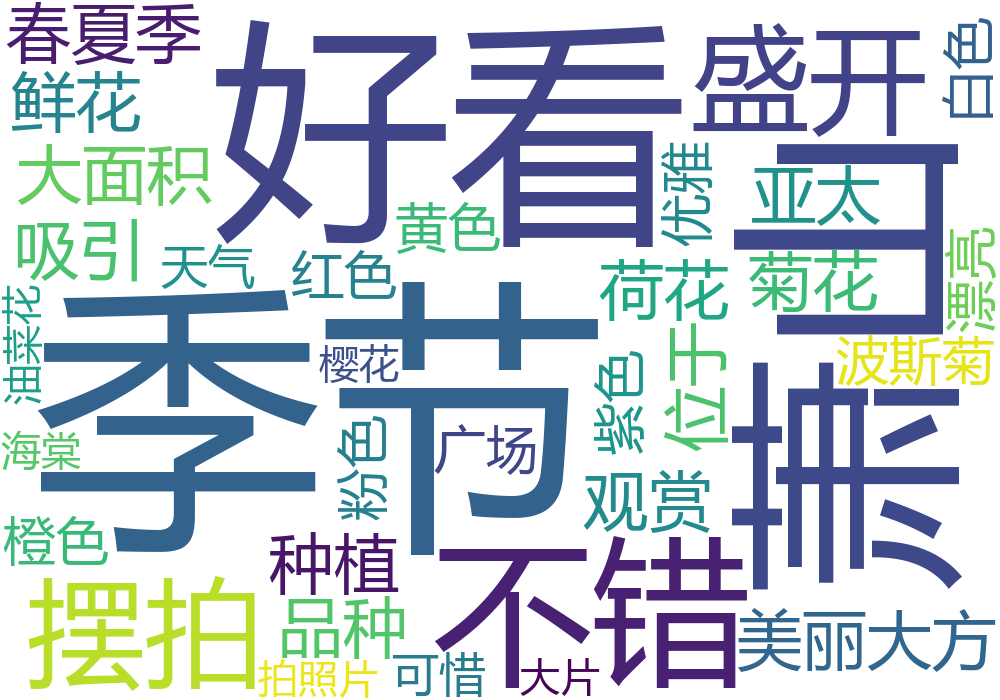 春夏季
好看
盛开
白色
鲜花
大面积
黄色
优雅
亚太
萧山
吸引
天气
红色
荷花
菊花
漂亮
油菜花
季节
樱花
紫色
位于
波斯菊
海棠
粉色
广场
观赏
橙色
种植
不错
摆拍
品种
美丽大方
拍照片
可惜
大片